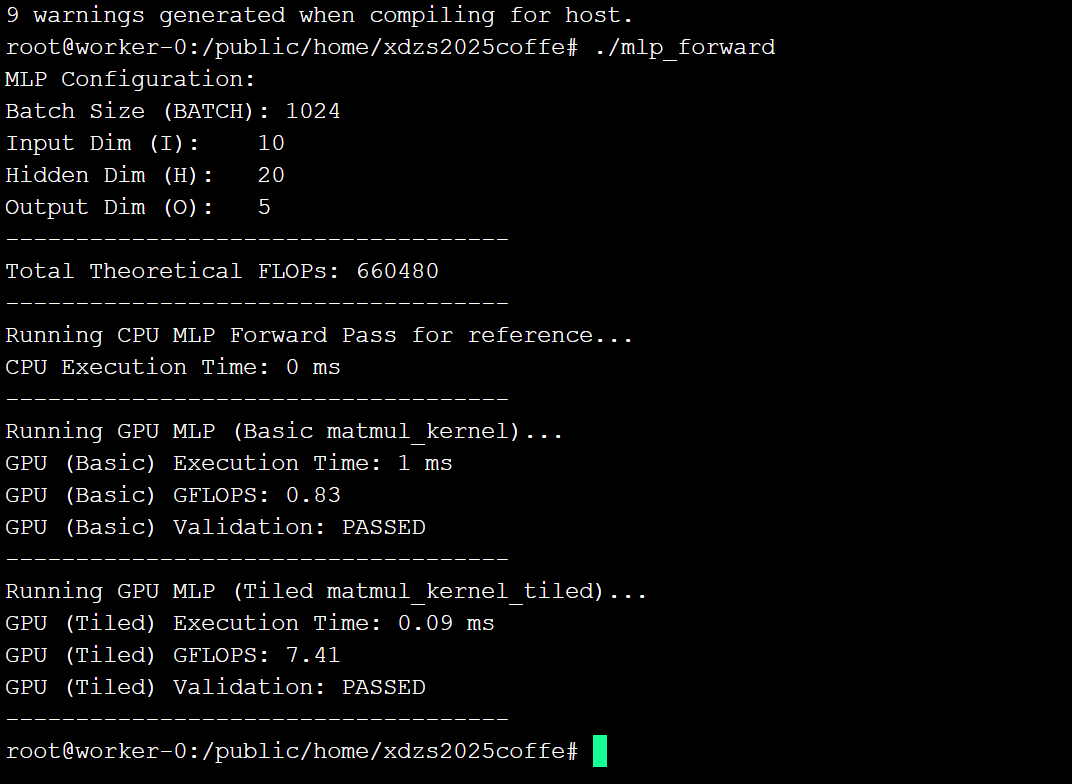 9 warnings generated when compiling for host.
root@worker-0:/public/home/xdzs2025coffe# ./mlp_forward
MLP Configuration:
Batch Size (BATCH): 1024
Input Dim (I):    10
Hidden Dim (H):   20
Output Dim (O):   5
------------------------------------
Total Theoretical FLOPs: 660480
------------------------------------
Running CPU MLP Forward Pass for reference...
CPU Execution Time: 0 ms
------------------------------------
Running GPU MLP (Basic matmul_kernel)...
GPU (Basic) Execution Time: 1 ms
GPU (Basic) GFLOPS: 0.83
GPU (Basic) Validation: PASSED
------------------------------------
Running GPU MLP (Tiled matmul_kernel_tiled)...
GPU (Tiled) Execution Time: 0.09 ms
GPU (Tiled) GFLOPS: 7.41
GPU (Tiled) Validation: PASSED
------------------------------------
root@worker-0:/public/home/xdzs2025coffe#